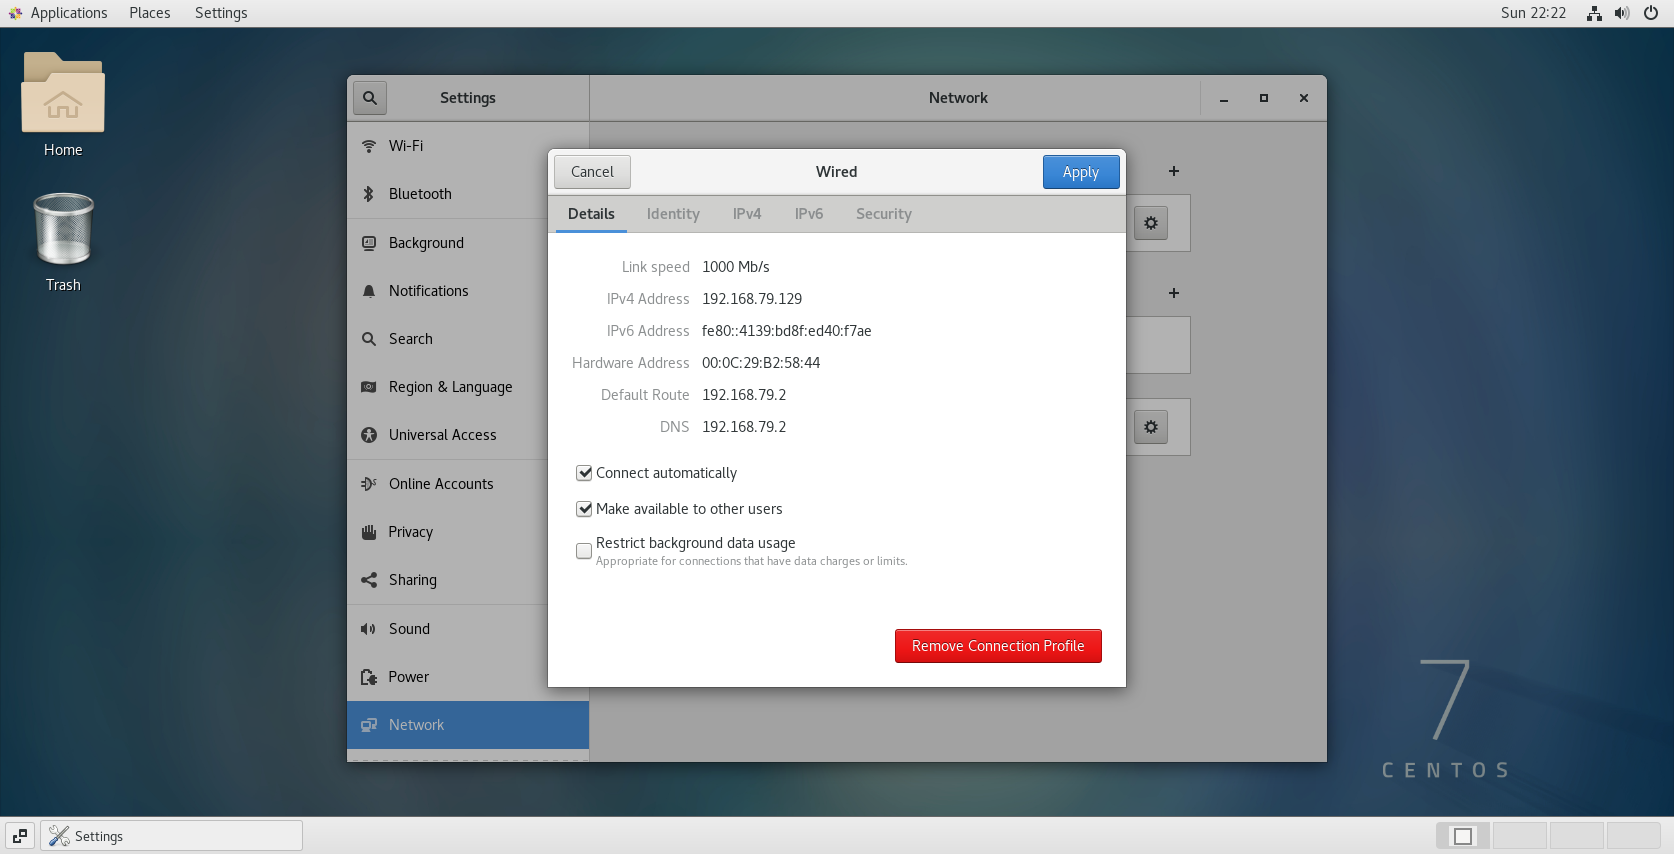 Applications Places Settings Sun 22:22
Home
Trash
Settings Network
Wi-Fi
Bluetooth
Background
Notifications
Search
Region & Language
Universal Access
Online Accounts
Privacy
Sharing
Sound
Power
Network
Cancel Wired Apply
Details Identity IPv4 IPv6 Security
Link speed 1000 Mb/s
IPv4 Address 192.168.79.129
IPv6 Address fe80::4139:bd8f:ed40:f7ae
Hardware Address 00:0C:29:B2:58:44
Default Route 192.168.79.2
DNS 192.168.79.2
Connect automatically
Make available to other users
Restrict background data usage
Appropriate for connections that have data charges or limits.
Remove Connection Profile
7
CENTOS
Settings